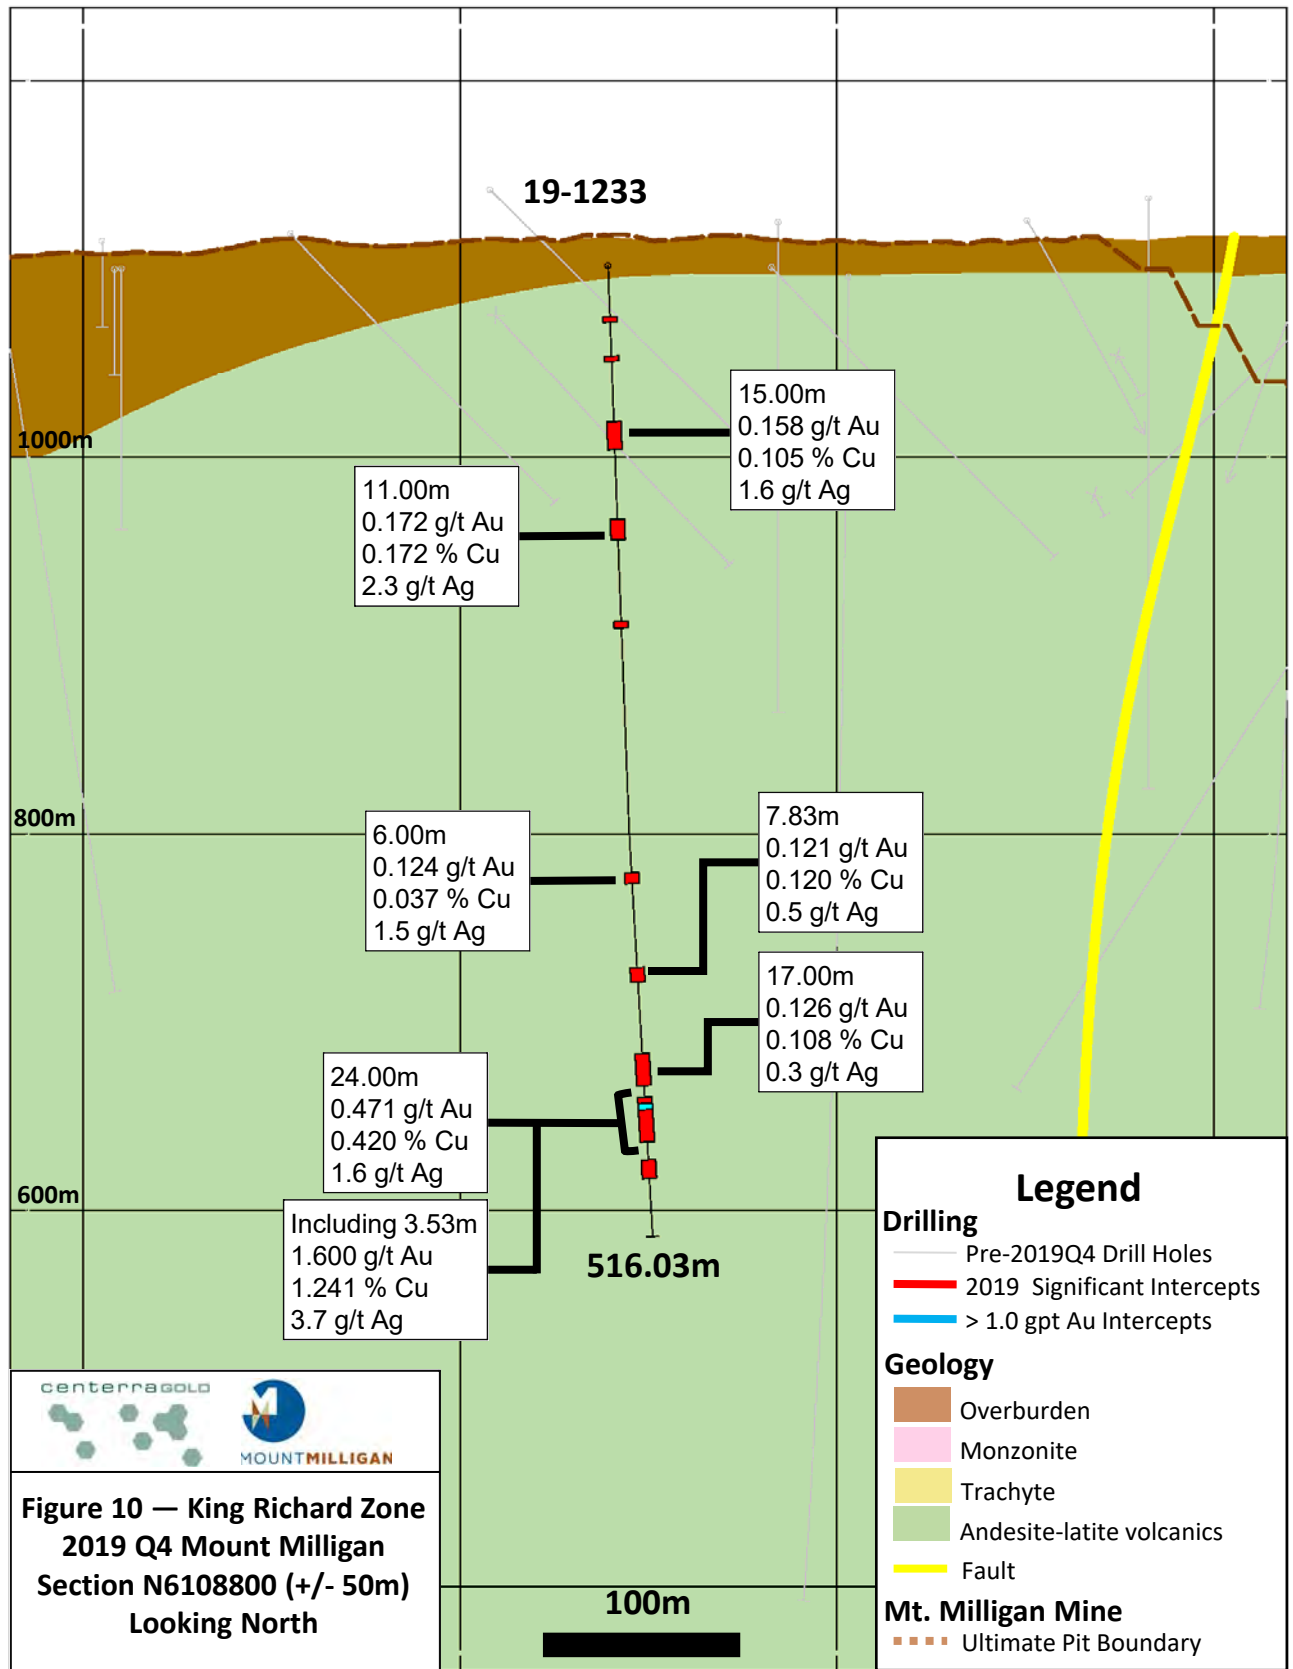 19-1233
15.00m
0.158 g/t Au
0.105 % Cu
1.6 g/t Ag
1000m
11.00m
0.172 g/t Au
0.172 % Cu
2.3 g/t Ag
800m
6.00m
0.124 g/t Au
0.037 % Cu
1.5 g/t Ag
7.83m
0.121 g/t Au
0.120 % Cu
0.5 g/t Ag
17.00m
0.126 g/t Au
0.108 % Cu
0.3 g/t Ag
24.00m
0.471 g/t Au
0.420 % Cu
1.6 g/t Ag
600m
Including 3.53m
1.600 g/t Au
1.241 % Cu
3.7 g/t Ag
516.03m
Legend
Drilling
Pre-2019Q4 Drill Holes
2019 Significant Intercepts
> 1.0 gpt Au Intercepts
Geology
Overburden
Monzonite
Trachyte
Andesite-latite volcanics
Fault
Mt. Milligan Mine
Ultimate Pit Boundary
centerraGOLD
MOUNTMILLIGAN
Figure 10 — King Richard Zone
2019 Q4 Mount Milligan
Section N6108800 (+/- 50m)
Looking North
100m